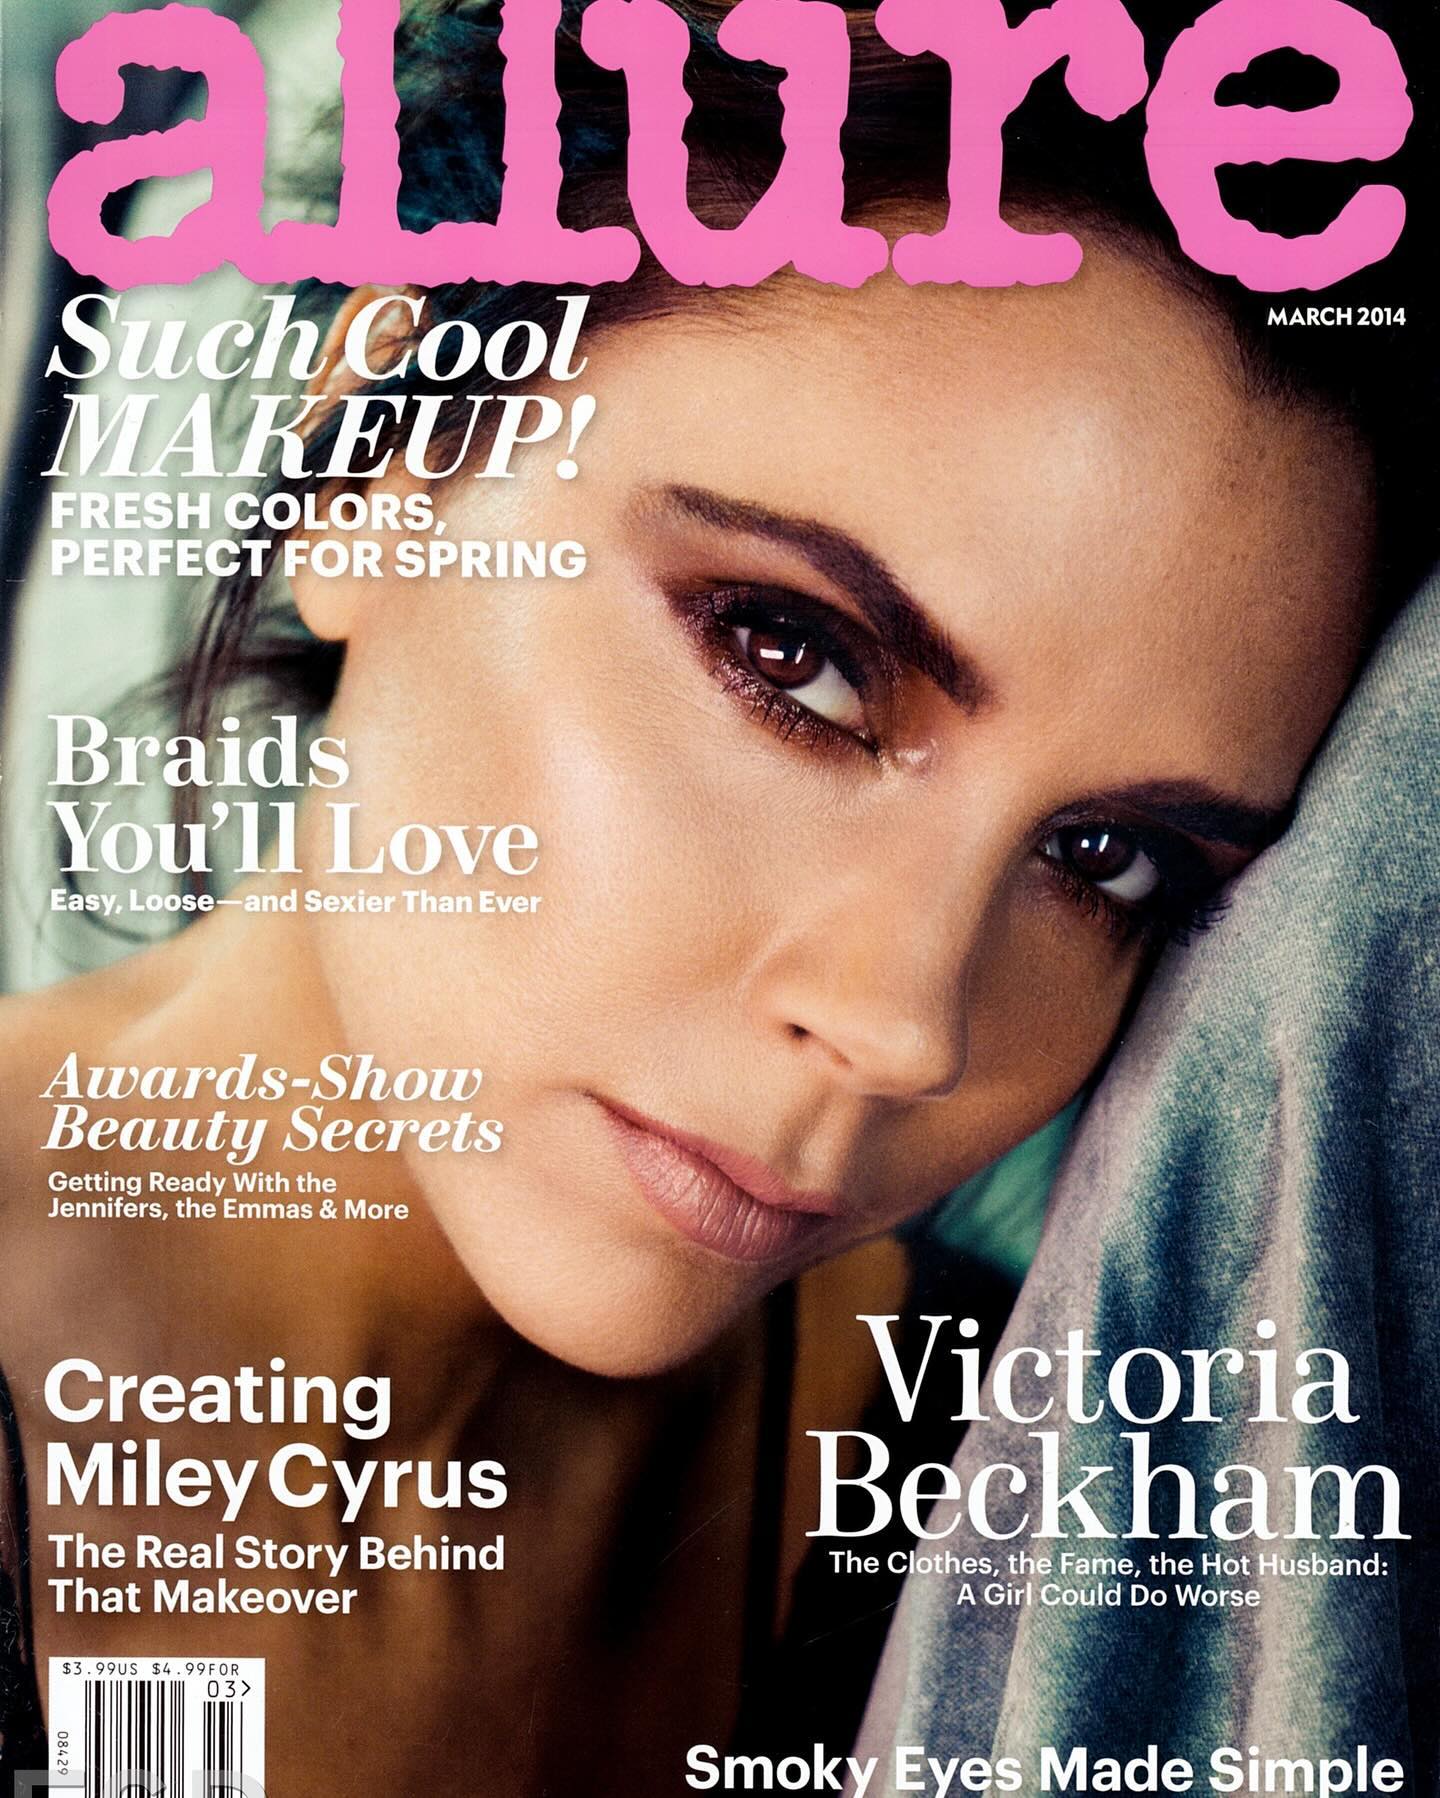 allure
MARCH 2014
Such Cool
MAKEUP!
FRESH COLORS,
PERFECT FOR SPRING
Braids
You'll Love
Easy, Loose—and Sexier Than Ever
Awards-Show
Beauty Secrets
Getting Ready With the
Jennifers, the Emmas & More
Creating
Miley Cyrus
The Real Story Behind
That Makeover
Victoria
Beckham
The Clothes, the Fame, the Hot Husband:
A Girl Could Do Worse
$3.99US $4.99FOR
03>
08429
Smoky Eyes Made Simple